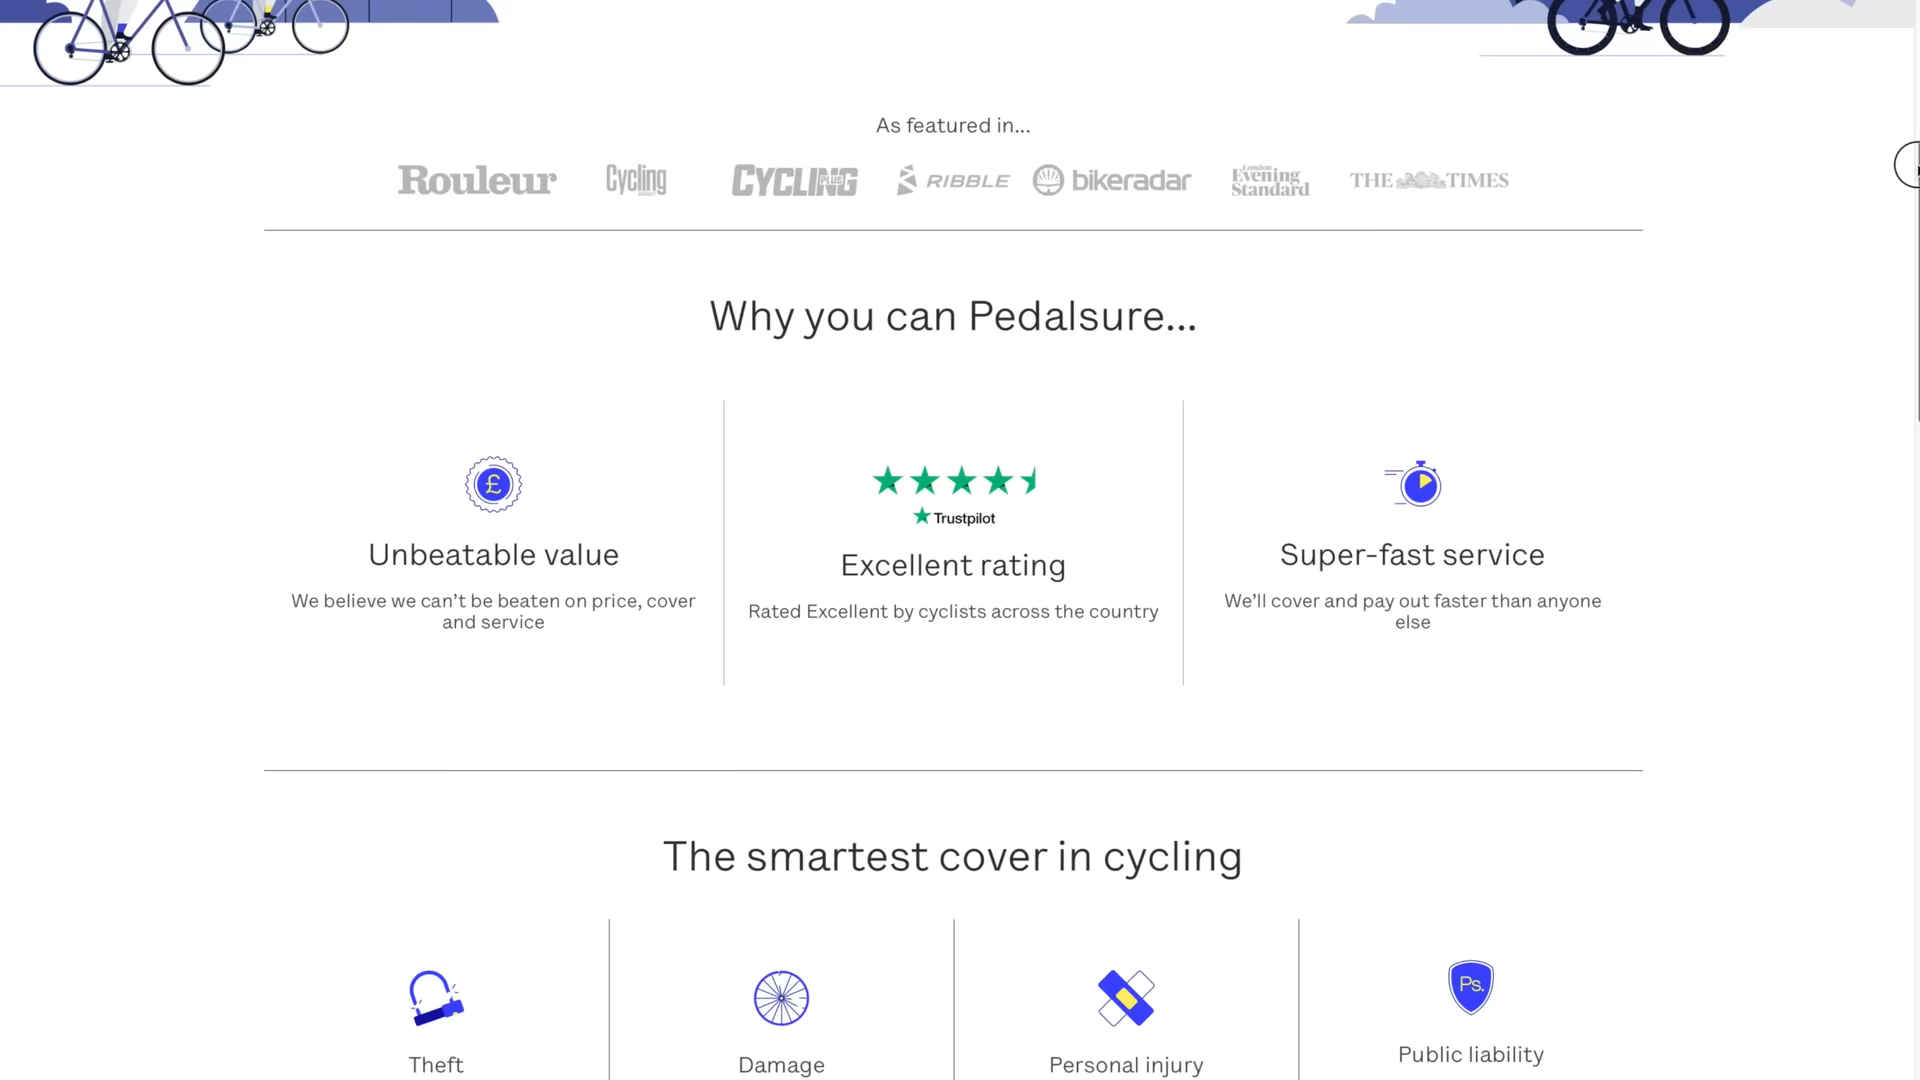 As featured in...
Rouleur
Cycling
CYCLING PLUS
RIBBLE
bikeradar
London
Evening
Standard
THE TIMES
Why you can Pedalsure...
£
Trustpilot
Unbeatable value
Excellent rating
Super-fast service
We believe we can’t be beaten on price, cover
and service
Rated Excellent by cyclists across the country
We’ll cover and pay out faster than anyone
else
The smartest cover in cycling
Ps.
Theft
Damage
Personal injury
Public liability